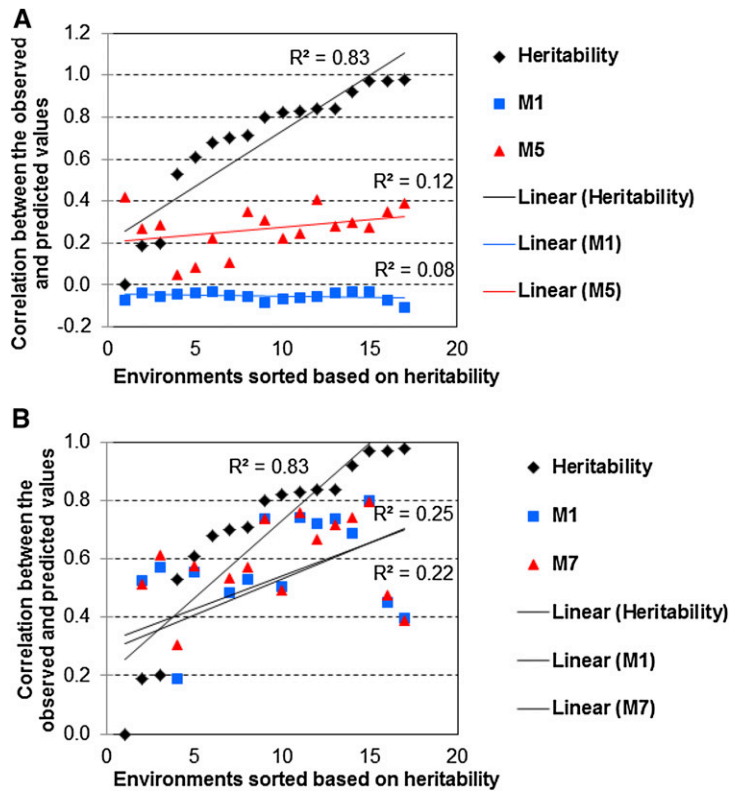 A
Correlation between the observed
and predicted values
1.2
1.0
0.8
0.6
0.4
0.2
0.0
-0.2
R² = 0.83
R² = 0.12
R² = 0.08
0
5
10
15
20
Environments sorted based on heritability
Heritability
M1
M5
Linear (Heritability)
Linear (M1)
Linear (M5)
B
Correlation between the
observed and predicted values
1.0
0.8
0.6
0.4
0.2
0.0
R² = 0.83
R² = 0.25
R² = 0.22
0
5
10
15
20
Environments sorted based on heritability
Heritability
M1
M7
Linear (Heritability)
Linear (M1)
Linear (M7)